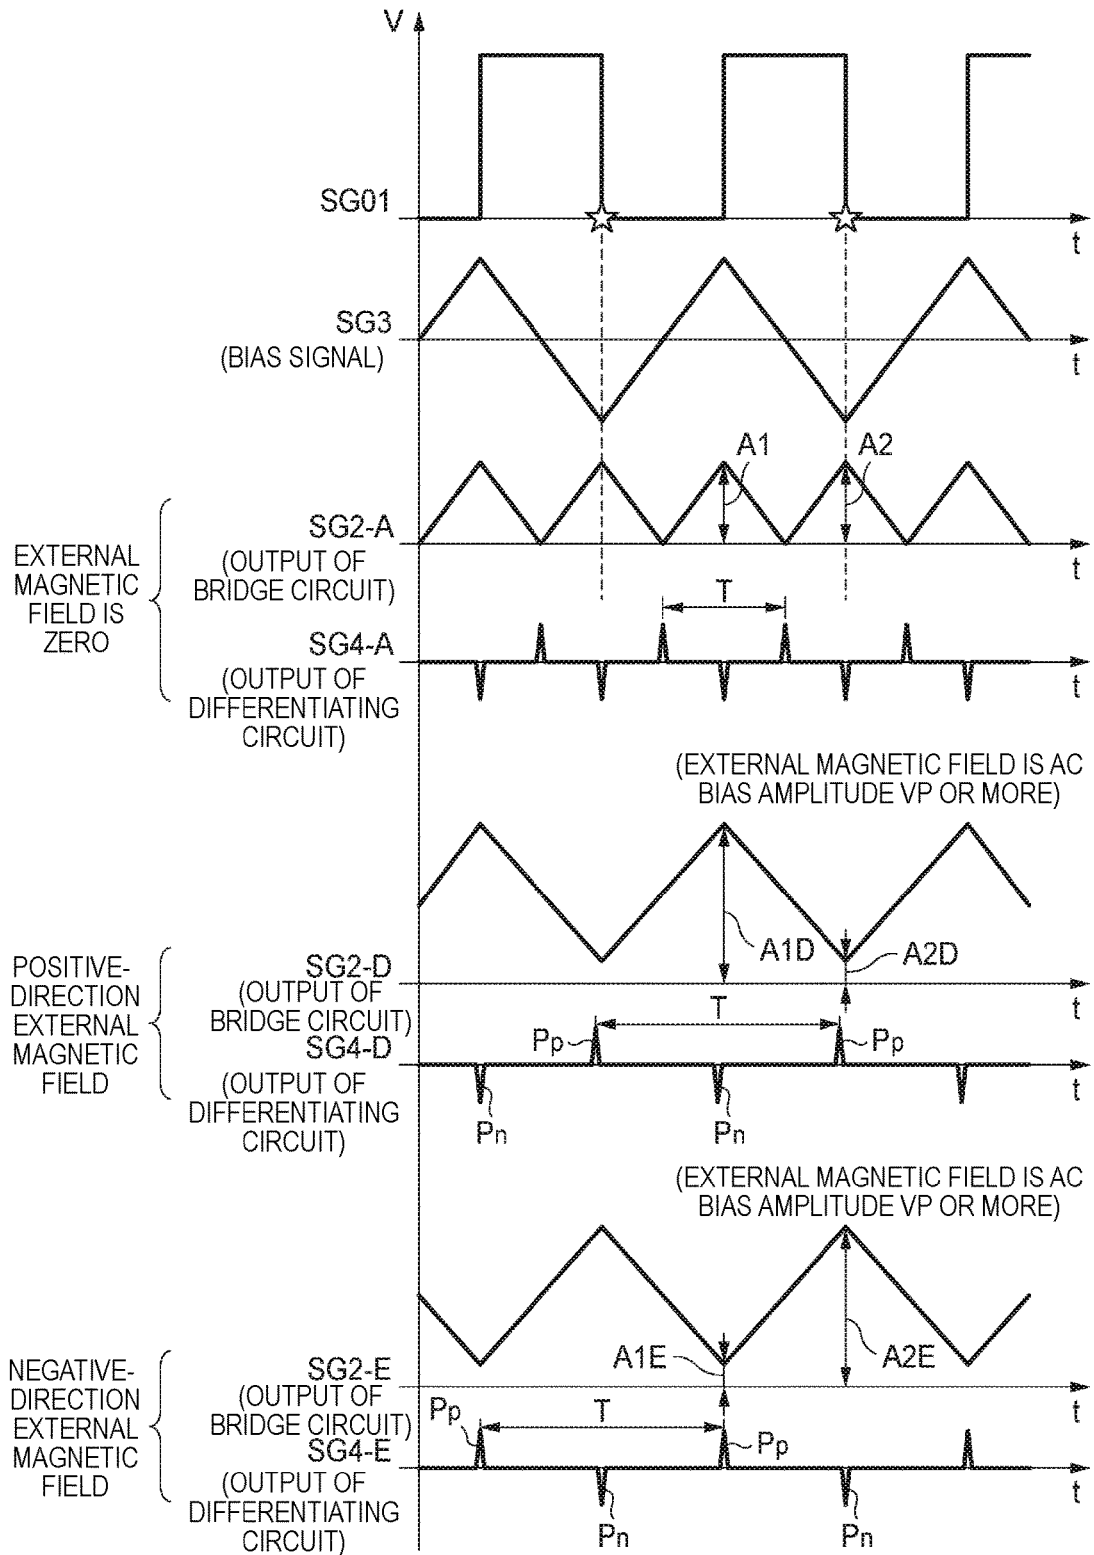 V
SG01
t
SG3
(BIAS SIGNAL)
t
A1
A2
SG2-A
(OUTPUT OF
BRIDGE CIRCUIT)
t
EXTERNAL
MAGNETIC
FIELD IS
ZERO
T
SG4-A
(OUTPUT OF
DIFFERENTIATING
CIRCUIT)
t
(EXTERNAL MAGNETIC FIELD IS AC
BIAS AMPLITUDE VP OR MORE)
A1D
A2D
SG2-D
(OUTPUT OF
BRIDGE CIRCUIT)
t
POSITIVE-
DIRECTION
EXTERNAL
MAGNETIC
FIELD
T
Pp
Pp
SG4-D
(OUTPUT OF
DIFFERENTIATING
CIRCUIT)
t
Pn
Pn
(EXTERNAL MAGNETIC FIELD IS AC
BIAS AMPLITUDE VP OR MORE)
A1E
A2E
SG2-E
(OUTPUT OF
BRIDGE CIRCUIT)
t
NEGATIVE-
DIRECTION
EXTERNAL
MAGNETIC
FIELD
Pp
T
Pp
SG4-E
(OUTPUT OF
DIFFERENTIATING
CIRCUIT)
t
Pn
Pn